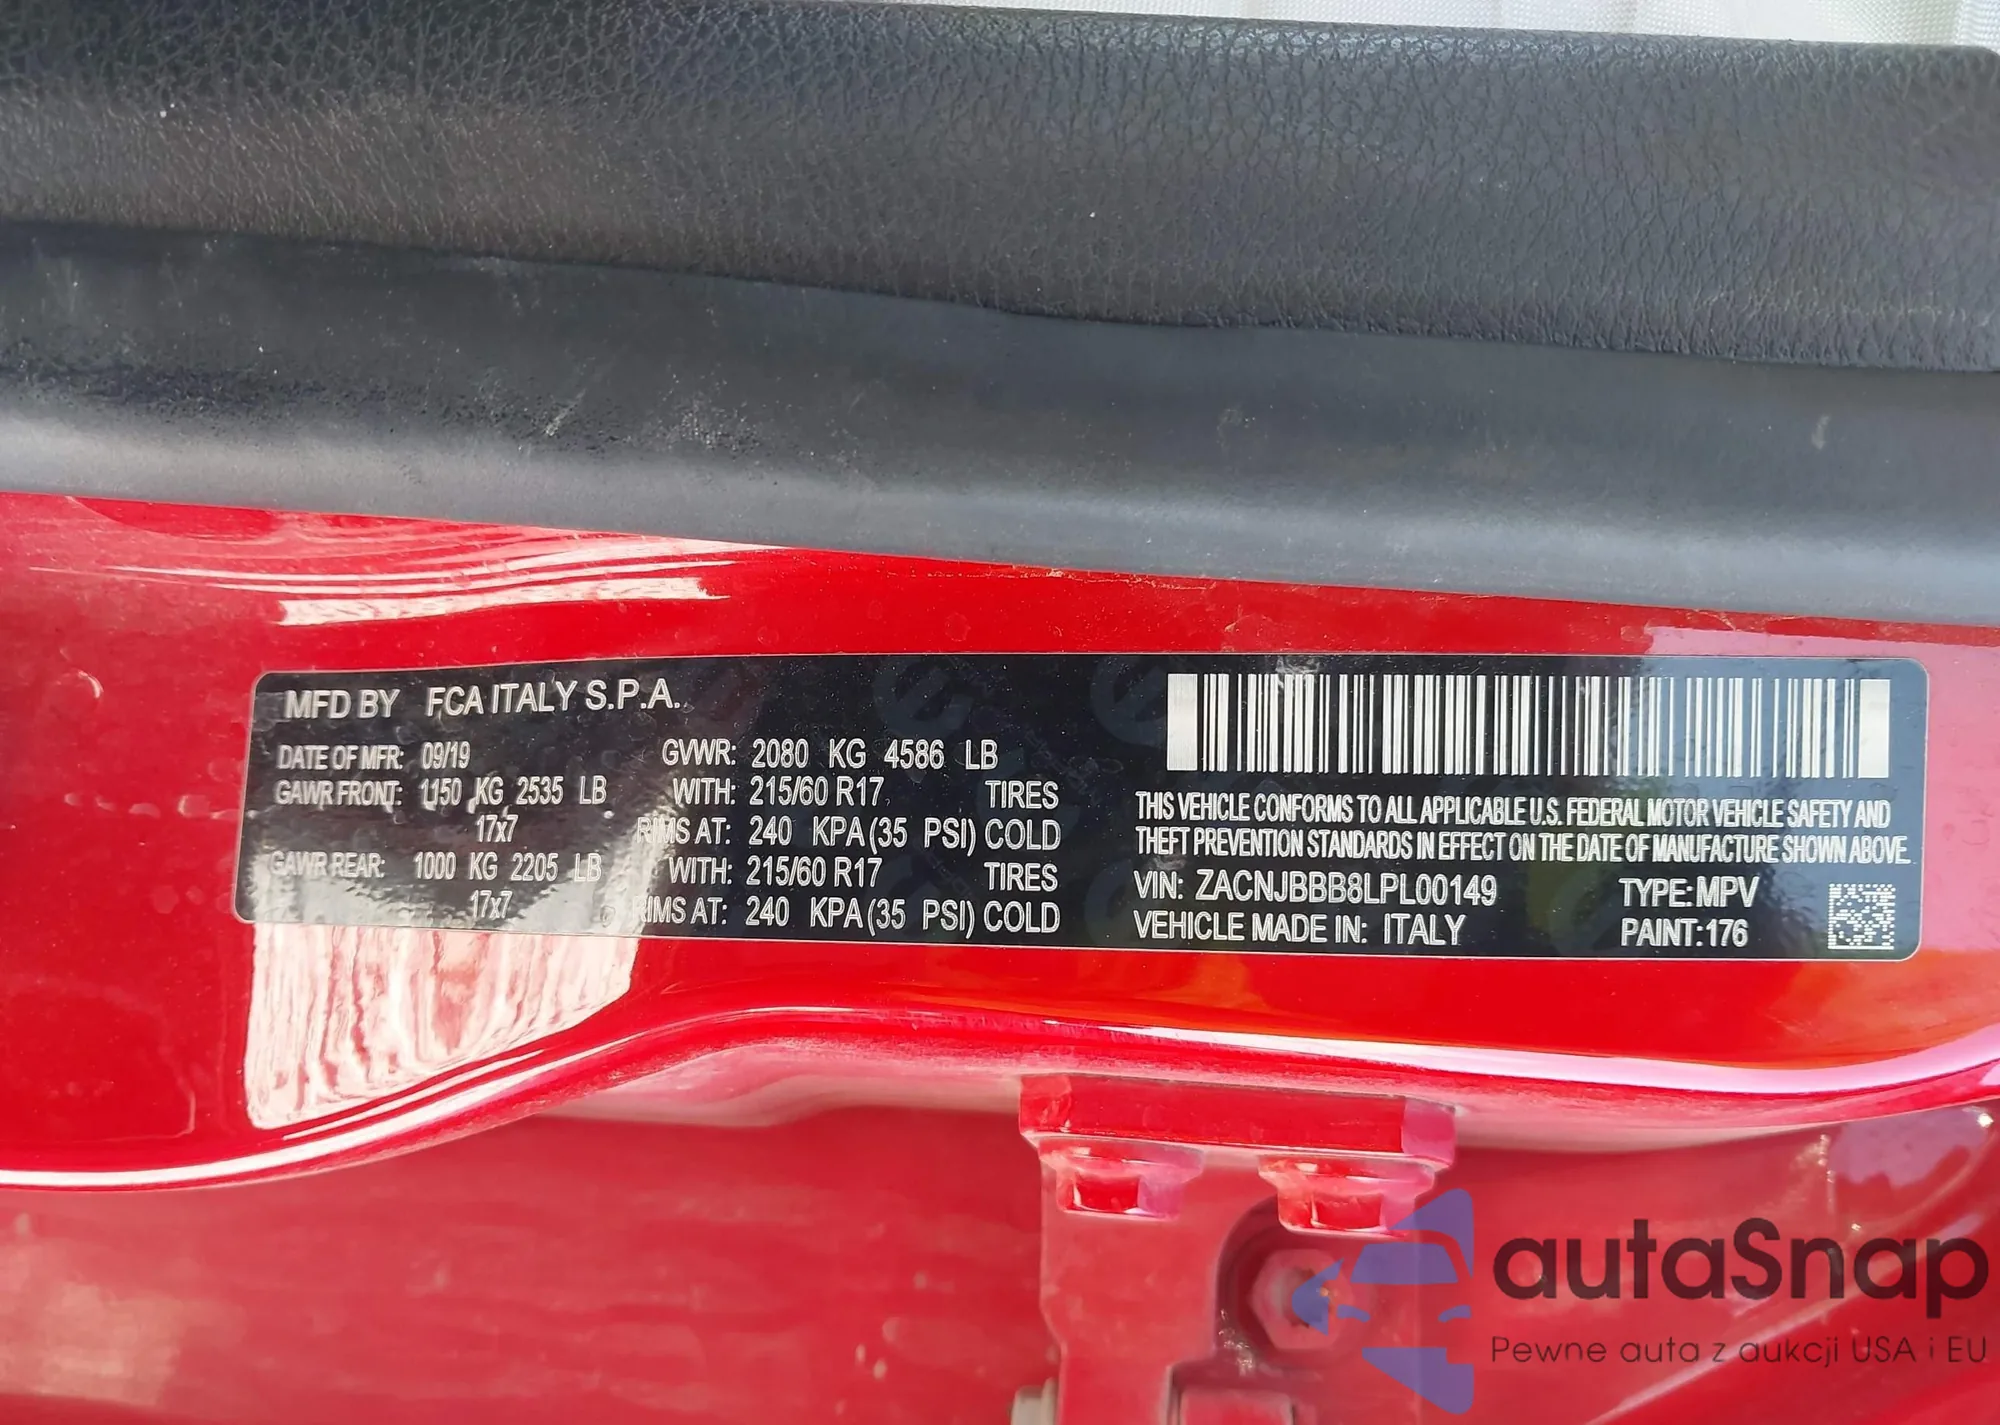 MFD BY FCA ITALY S.P.A.
DATE OF MFR: 09/19 GVWR: 2080 KG 4586 LB
GAWR FRONT: 1150 KG 2535 LB WITH: 215/60 R17, TIRES
17x7 RIMS AT: 240 KPA (35 PSI) COLD
GAWR REAR: 1000 KG 2205 LB WITH: 215/60 R17 TIRES
17x7 RIMS AT: 240 KPA (35 PSI) COLD
THIS VEHICLE CONFORMS TO ALL APPLICABLE U.S. FEDERAL MOTOR VEHICLE SAFETY AND
THEFT PREVENTION STANDARDS IN EFFECT ON THE DATE OF MANUFACTURE SHOWN ABOVE.
VIN: ZACNJBBB8LPL00149 TYPE: MPV
VEHICLE MADE IN: ITALY PAINT: 176
autaSnap
Pewne auta z aukcji USA i EU